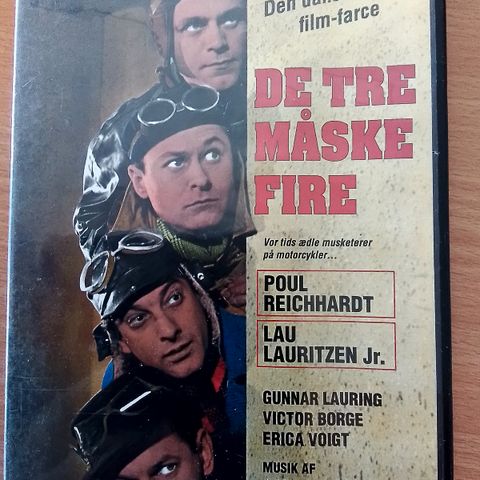 Den
film-farce
DE TRE
MÅSKE
FIRE
Vor tids ædle musketerer
på motorcykler...
POUL
REICHHARDT
LAU
LAURITZEN Jr.
GUNNAR LAURING
VICTOR BORGE
ERICA VOIGT
MUSIK AF